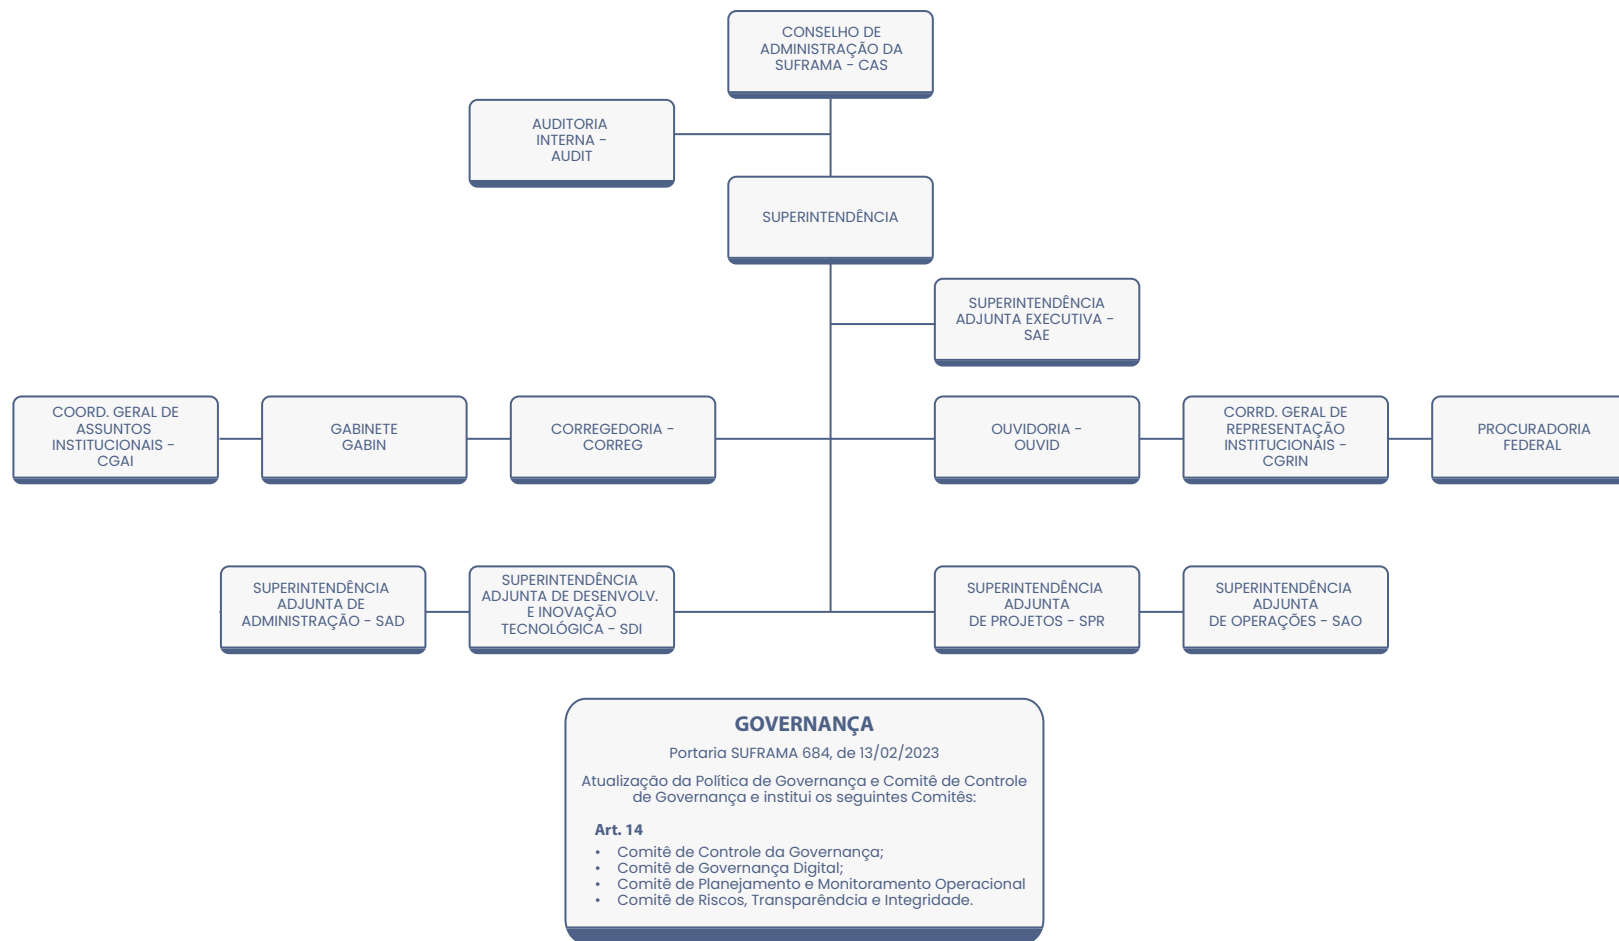 CONSELHO DE
ADMINISTRAÇÃO DA
SUFRAMA - CAS
AUDITORIA
INTERNA -
AUDIT
SUPERINTENDÊNCIA
SUPERINTENDÊNCIA
ADJUNTA EXECUTIVA -
SAE
COORD. GERAL DE
ASSUNTOS
INSTITUCIONAIS -
CGAI
GABINETE
GABIN
CORREGEDORIA -
CORREG
OUVIDORIA -
OUVID
CORRD. GERAL DE
REPRESENTAÇÃO
INSTITUCIONAIS -
CGRIN
PROCURADORIA
FEDERAL
SUPERINTENDÊNCIA
ADJUNTA DE
ADMINISTRAÇÃO - SAD
SUPERINTENDÊNCIA
ADJUNTA DE DESENVOLV.
E INOVAÇÃO
TECNOLÓGICA - SDI
SUPERINTENDÊNCIA
ADJUNTA
DE PROJETOS - SPR
SUPERINTENDÊNCIA
ADJUNTA
DE OPERAÇÕES - SAO
GOVERNANÇA
Portaria SUFRAMA 684, de 13/02/2023
Atualização da Política de Governança e Comitê de Controle
de Governança e institui os seguintes Comitês:
Art. 14
• Comitê de Controle da Governança;
• Comitê de Governança Digital;
• Comitê de Planejamento e Monitoramento Operacional
• Comitê de Riscos, Transparêndcia e Integridade.